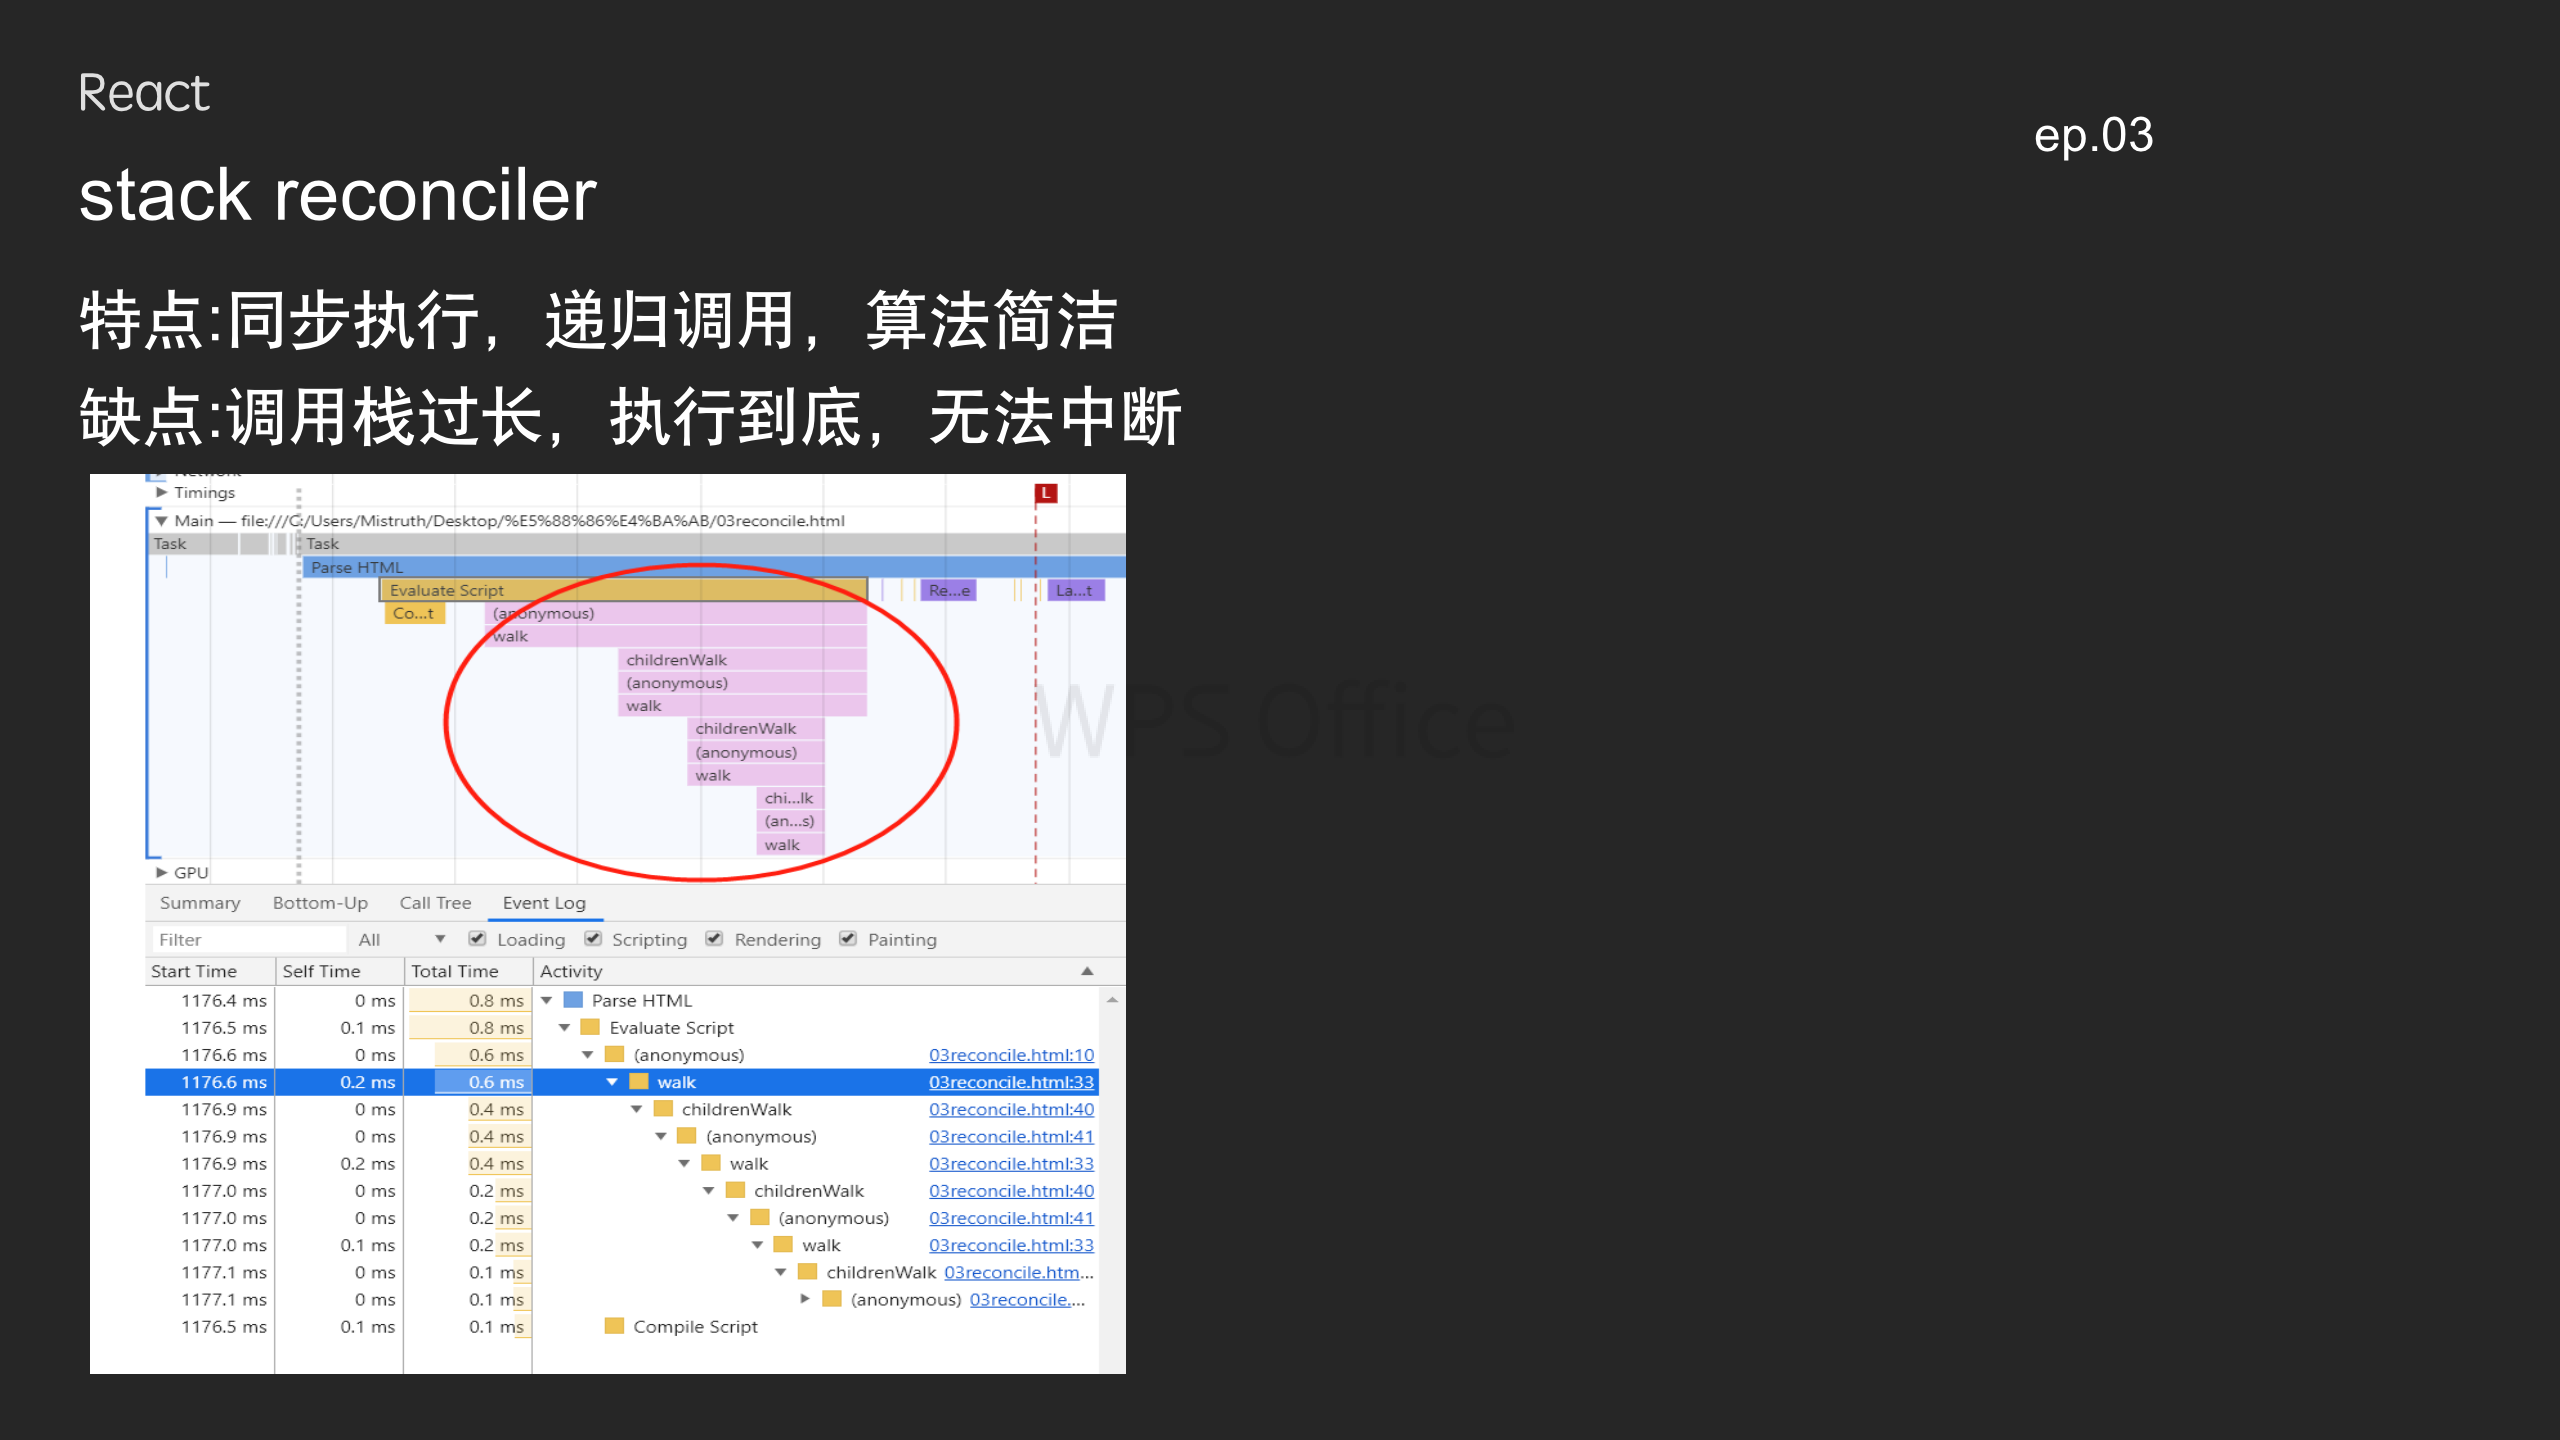 React
ep.03
stack reconciler
特点:同步执行，递归调用，算法简洁
缺点:调用栈过长，执行到底，无法中断
Network
Timings
L
Main — file:///C:/Users/Mistruth/Desktop/%E5%88%86%E4%BA%AB/03reconcile.html
Task Task
Parse HTML
Evaluate Script Re...e La...t
Co...t (anonymous)
walk
childrenWalk
(anonymous)
walk
childrenWalk
(anonymous)
walk
chi...lk
(an...s)
walk
WPS Office
GPU
Summary Bottom-Up Call Tree Event Log
Filter All Loading Scripting Rendering Painting
Start Time Self Time Total Time Activity
1176.4 ms 0 ms 0.8 ms Parse HTML
1176.5 ms 0.1 ms 0.8 ms Evaluate Script
1176.6 ms 0 ms 0.6 ms (anonymous) 03reconcile.html:10
1176.6 ms 0.2 ms 0.6 ms walk 03reconcile.html:33
1176.9 ms 0 ms 0.4 ms childrenWalk 03reconcile.html:40
1176.9 ms 0 ms 0.4 ms (anonymous) 03reconcile.html:41
1176.9 ms 0.2 ms 0.4 ms walk 03reconcile.html:33
1177.0 ms 0 ms 0.2 ms childrenWalk 03reconcile.html:40
1177.0 ms 0 ms 0.2 ms (anonymous) 03reconcile.html:41
1177.0 ms 0.1 ms 0.2 ms walk 03reconcile.html:33
1177.1 ms 0 ms 0.1 ms childrenWalk 03reconcile.htm...
1177.1 ms 0 ms 0.1 ms (anonymous) 03reconcile....
1176.5 ms 0.1 ms 0.1 ms Compile Script